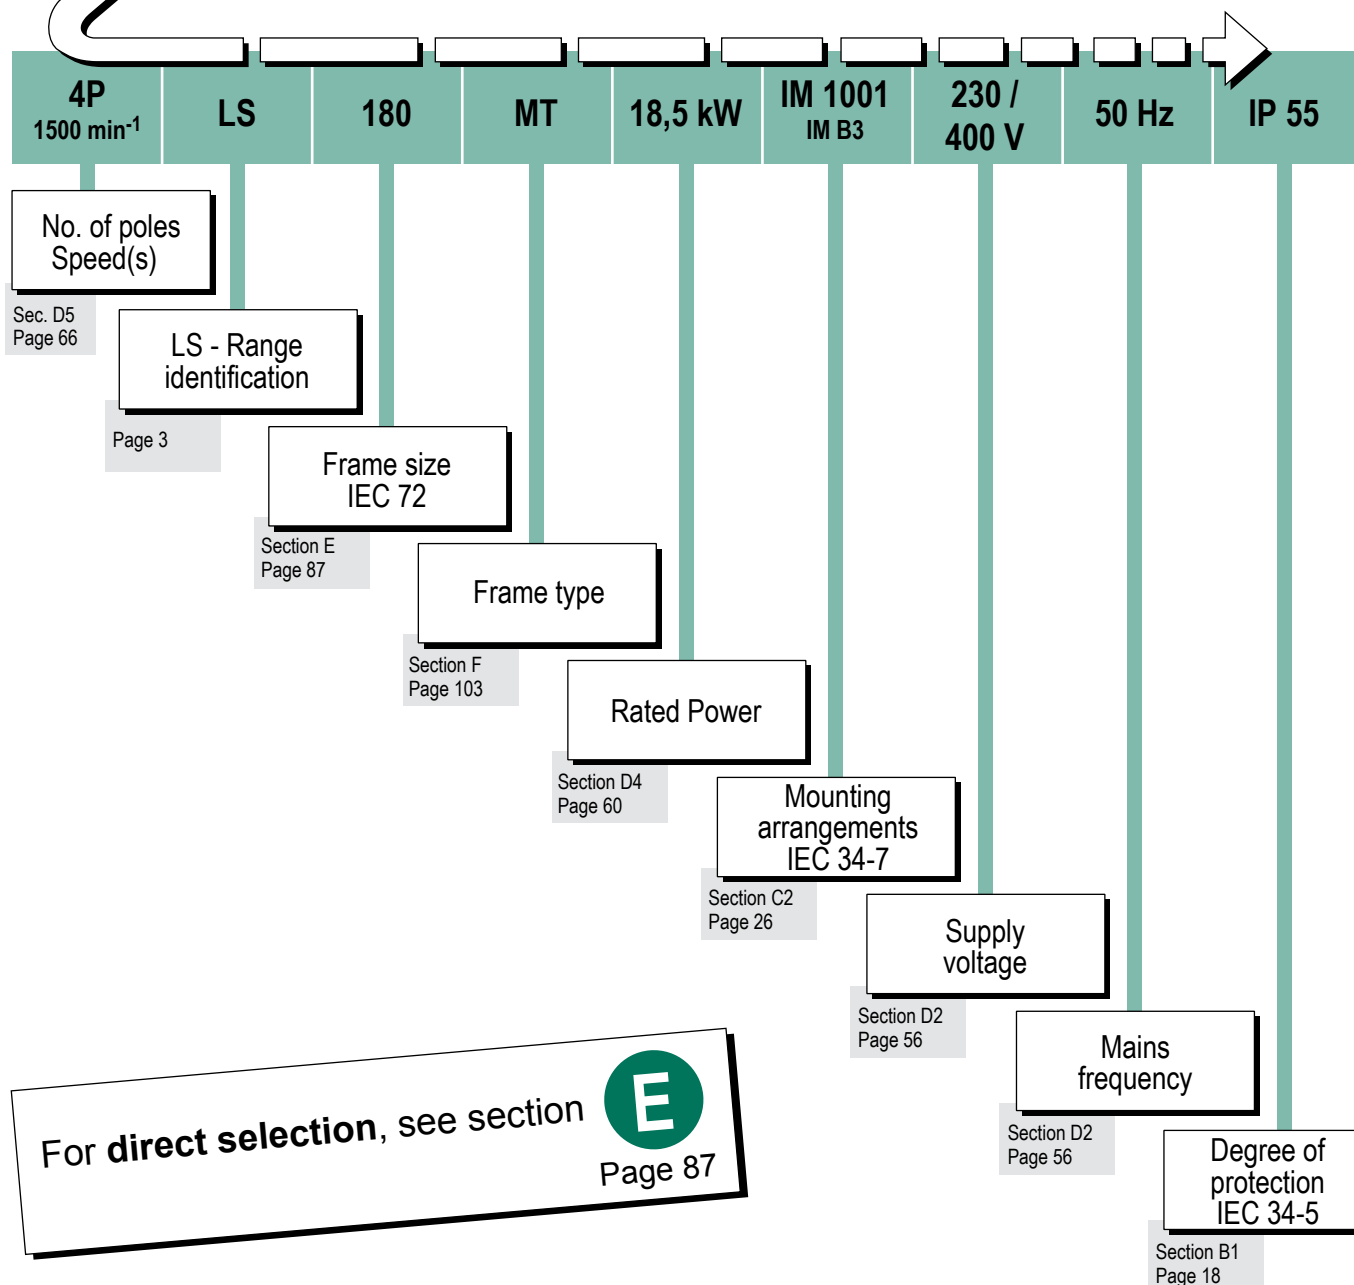 4P
1500 min-1
LS
180
MT
18,5 kW
IM 1001
IM B3
230 /
400 V
50 Hz
IP 55
No. of poles
Speed(s)
Sec. D5
Page 66
LS - Range
identification
Page 3
Frame size
IEC 72
Section E
Page 87
Frame type
Section F
Page 103
Rated Power
Section D4
Page 60
Mounting
arrangements
IEC 34-7
Section C2
Page 26
Supply
voltage
Section D2
Page 56
Mains
frequency
Section D2
Page 56
Degree of
protection
IEC 34-5
Section B1
Page 18
For direct selection, see section E
Page 87